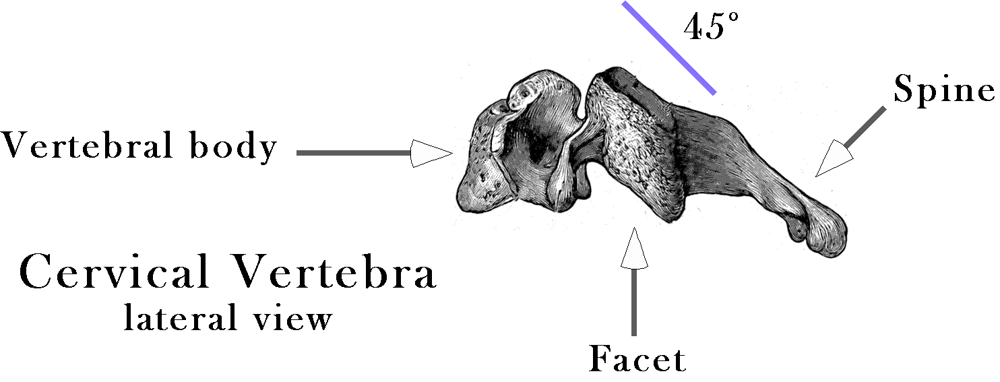 45°
Spine
Vertebral body
Cervical Vertebra
lateral view
Facet